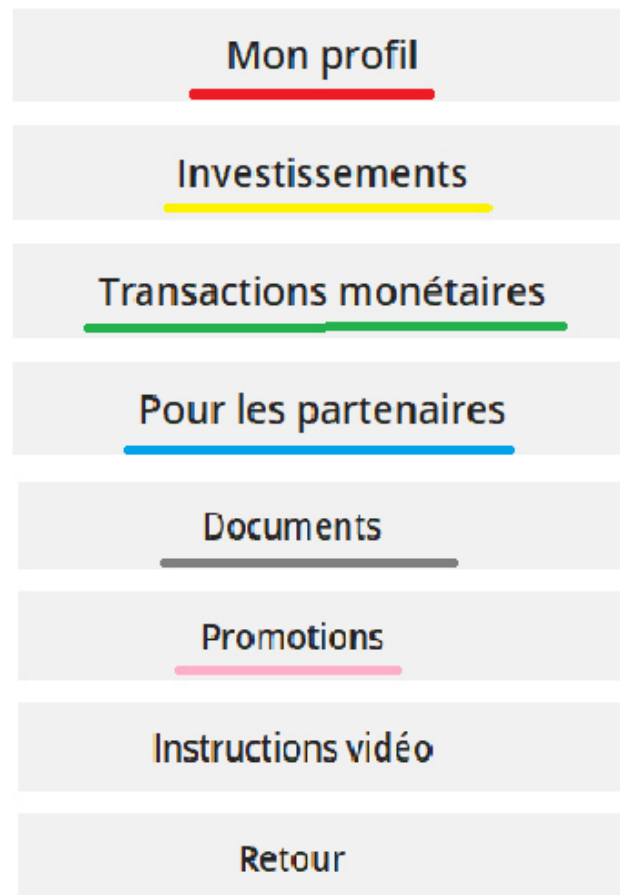 Mon profil
Investissements
Transactions monétaires
Pour les partenaires
Documents
Promotions
Instructions vidéo
Retour